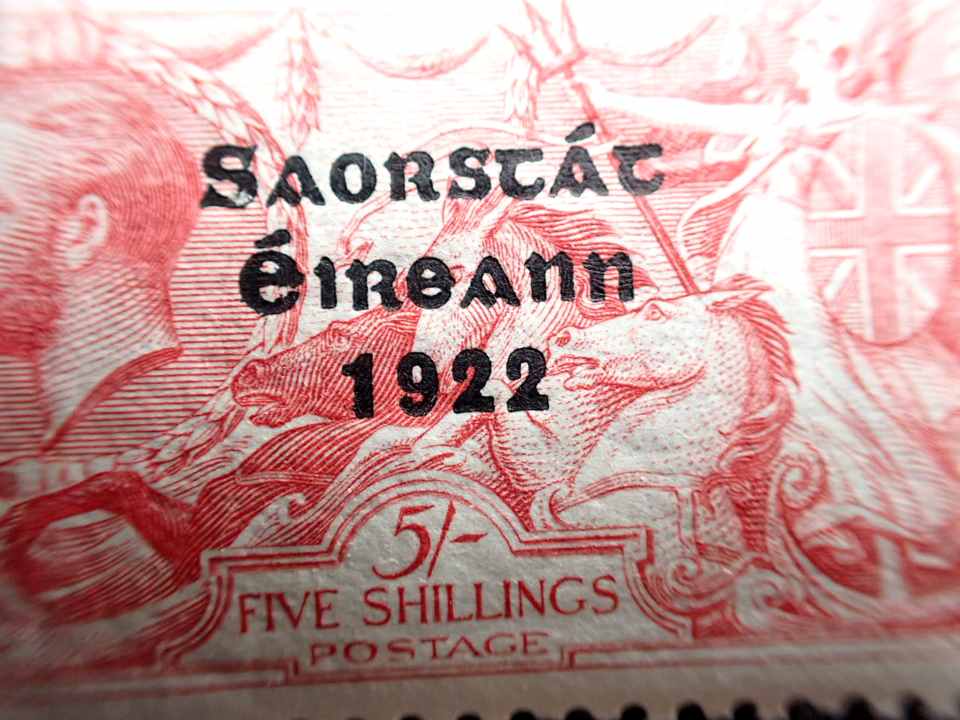 Saorstát
Éireann
1922
5/-
FIVE SHILLINGS
POSTAGE